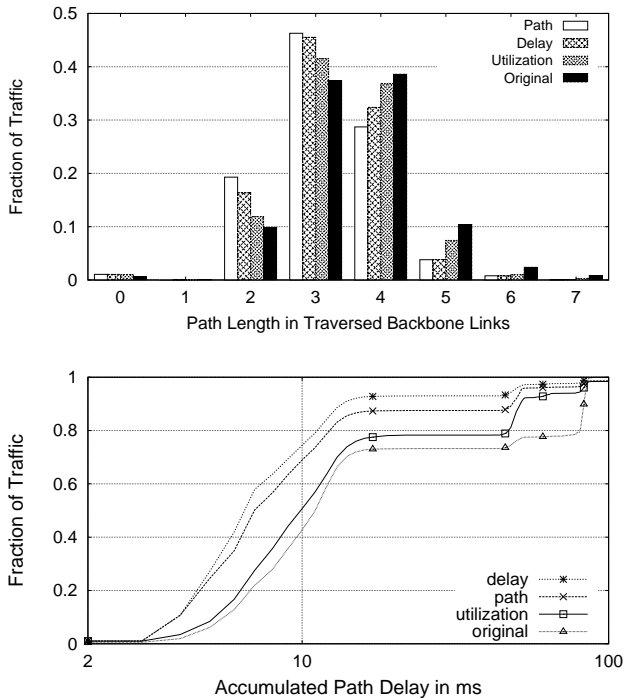 0.5
0.4
0.3
0.2
0.1
0
Fraction of Traffic
Path
Delay
Utilization
Original
0 1 2 3 4 5 6 7
Path Length in Traversed Backbone Links
1
0.8
0.6
0.4
0.2
0
Fraction of Traffic
delay
path
utilization
original
2 10 100
Accumulated Path Delay in ms